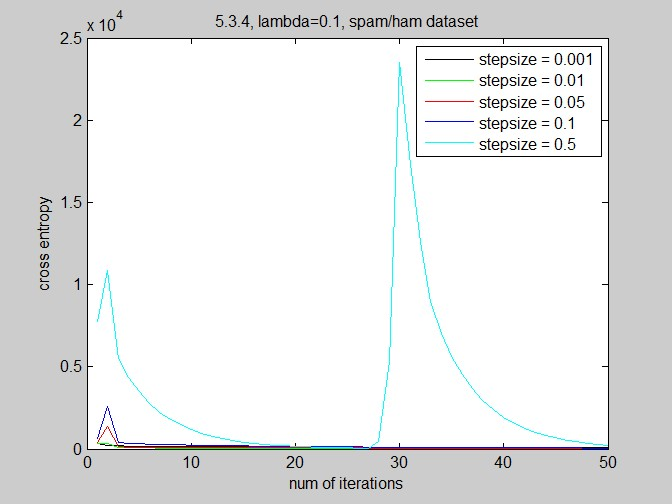 5.3.4, lambda=0.1, spam/ham dataset
x 10^4
2.5
2
1.5
1
0.5
0
cross entropy
stepsize = 0.001
stepsize = 0.01
stepsize = 0.05
stepsize = 0.1
stepsize = 0.5
0 10 20 30 40 50
num of iterations